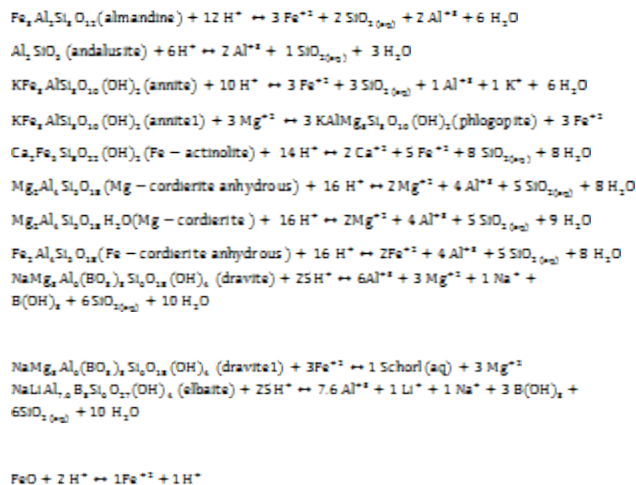 Fe₃Al₂Si₃O₁₂(almandine) + 12 H⁺ ↔ 3 Fe⁺² + 2 SiO₂₍ₐq₎ + 2 Al⁺³ + 6 H₂O
Al₂SiO₅ (andalusite) + 6H⁺ ↔ 2 Al⁺³ + 1 SiO₂₍ₐq₎ + 3 H₂O
KFe₃AlSi₃O₁₀(OH)₂(annite) + 10 H⁺ ↔ 3 Fe⁺² + 3 SiO₂₍ₐq₎ + 1 Al⁺³ + 1 K⁺ + 6 H₂O
KFe₃AlSi₃O₁₀(OH)₂(annite1) + 3 Mg⁺² ↔ 3 KAlMg₃Si₃O₁₀(OH)₂(phlogopite) + 3 Fe⁺²
Ca₂Fe₅Si₈O₂₂(OH)₂(Fe − actinolite) + 14 H⁺ ↔ 2 Ca⁺² + 5 Fe⁺² + 8 SiO₂₍ₐq₎ + 8 H₂O
Mg₂Al₄Si₅O₁₈(Mg − cordierite anhydrous) + 16 H⁺ ↔ 2 Mg⁺² + 4 Al⁺³ + 5 SiO₂₍ₐq₎ + 8 H₂O
Mg₂Al₄Si₅O₁₈H₂O(Mg − cordierite ) + 16 H⁺ ↔ 2Mg⁺² + 4 Al⁺³ + 5 SiO₂₍ₐq₎ + 9 H₂O
Fe₂Al₄Si₅O₁₈(Fe − cordierite anhydrous) + 16 H⁺ ↔ 2Fe⁺² + 4 Al⁺³ + 5 SiO₂₍ₐq₎ + 8 H₂O
NaMg₃Al₆(BO₃)₃Si₆O₁₈(OH)₄ (dravite) + 25H⁺ ↔ 6Al⁺³ + 3 Mg⁺² + 1 Na⁺ +
B(OH)₃ + 6SiO₂₍ₐq₎ + 10 H₂O
NaMg₃Al₆(BO₃)₃Si₆O₁₈(OH)₄ (dravite1) + 3Fe⁺² ↔ 1 Schorl(aq) + 3 Mg⁺²
NaLiAl₇.₆B₃Si₆O₂₇(OH)₄ (elbaite) + 25H⁺ ↔ 7.6 Al⁺³ + 1 Li⁺ + 1 Na⁺ + 3 B(OH)₃ +
6SiO₂₍ₐq₎ + 10 H₂O
FeO + 2 H⁺ ↔ 1Fe⁺² + 1H⁺